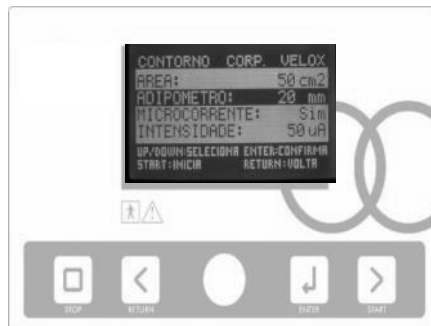 CONTORNO CORP. VELOX
AREA: 50 cm2
ADIPOMETRO: 20 mm
MICROCORRENTE: Sim
INTENSIDADE: 50 uA
UP/DOWN:SELECIONA ENTER:CONFIRMA
START:INICIA RETURN:VOLTA
STOP RETURN ENTER START